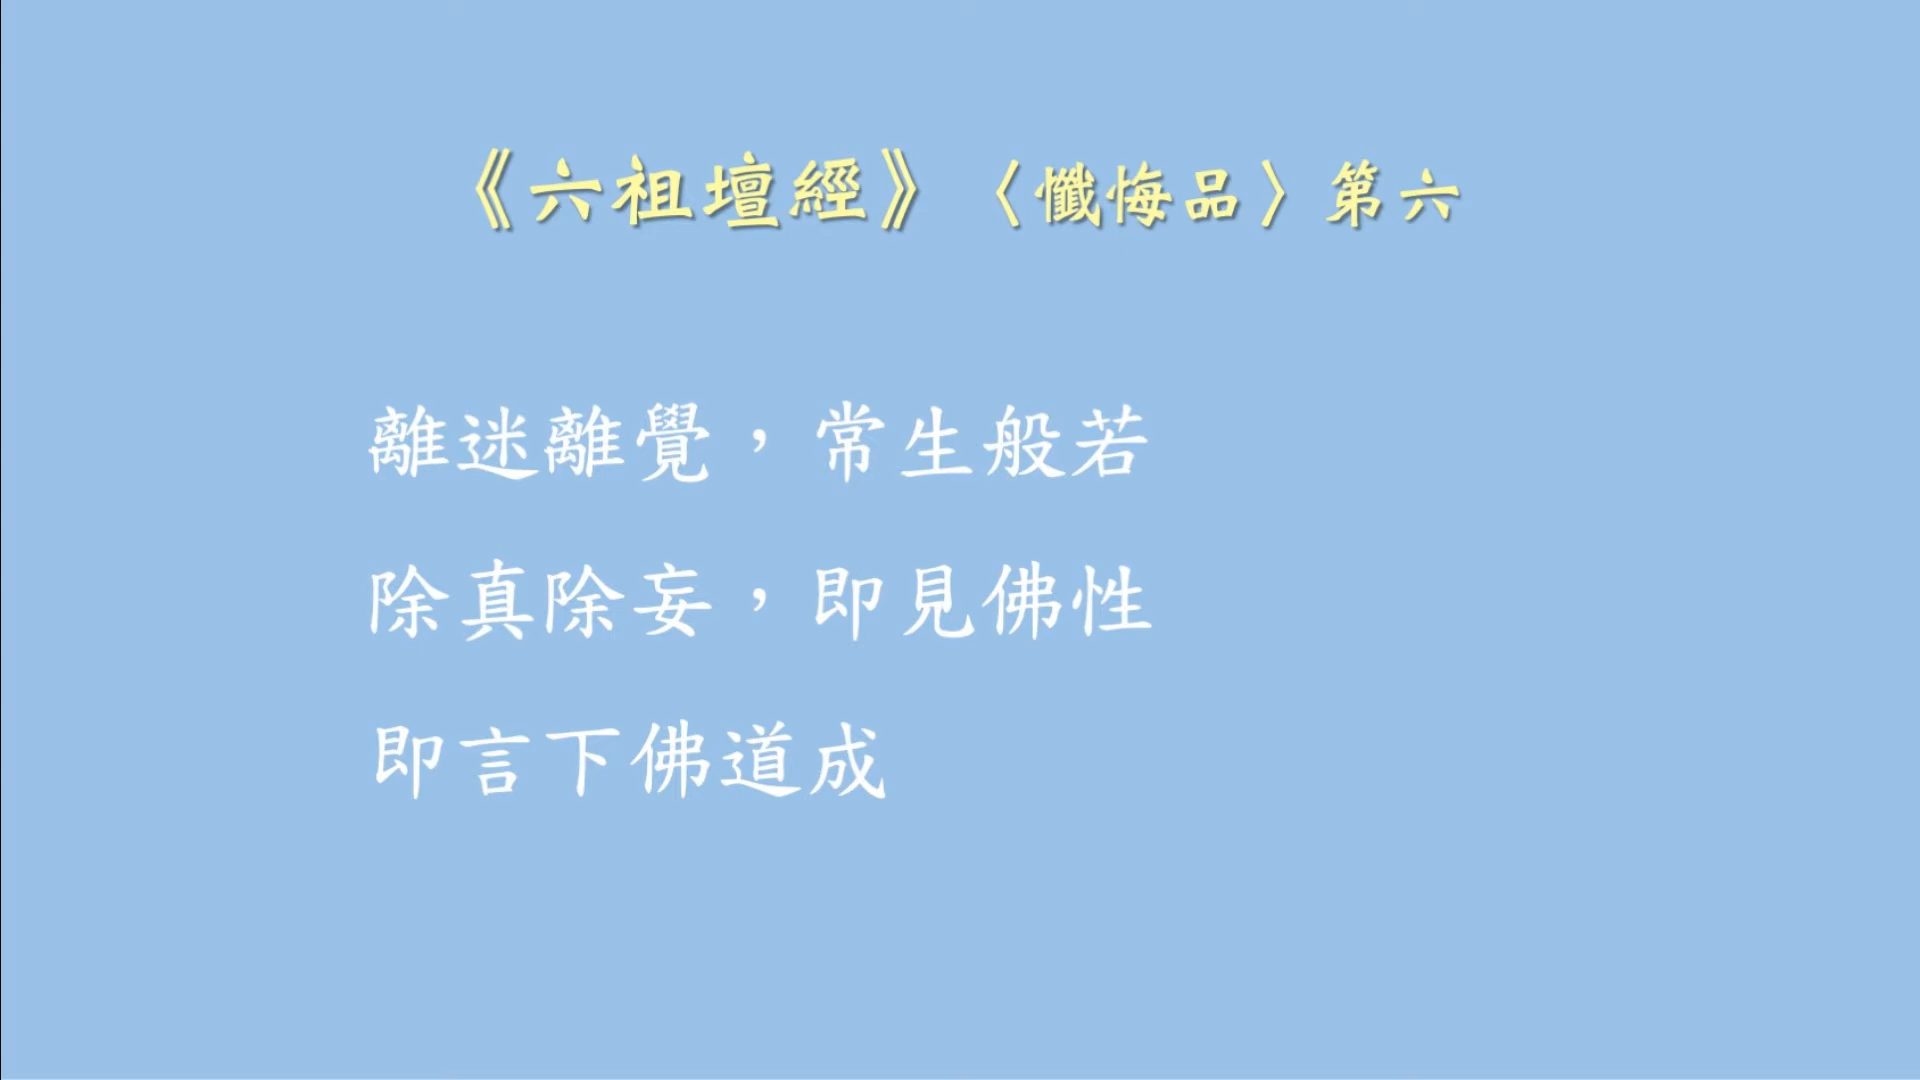 《六祖壇經》〈懺悔品〉第六
離迷離覺，常生般若
除真除妄，即見佛性
即言下佛道成